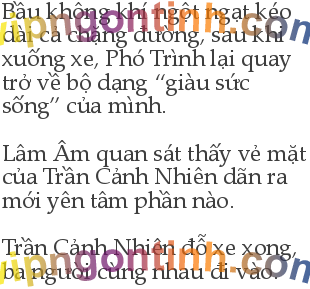 Bầu không khí ngột ngạt kéo
dài cả chặng đường, sau khi
xuống xe, Phó Trình lại quay
trở về bộ dạng “giàu sức
sống” của mình.
Lâm Âm quan sát thấy vẻ mặt
của Trần Cảnh Nhiên dãn ra
mới yên tâm phần nào.
Trần Cảnh Nhiên đỗ xe xong,
ba người cùng nhau đi vào.